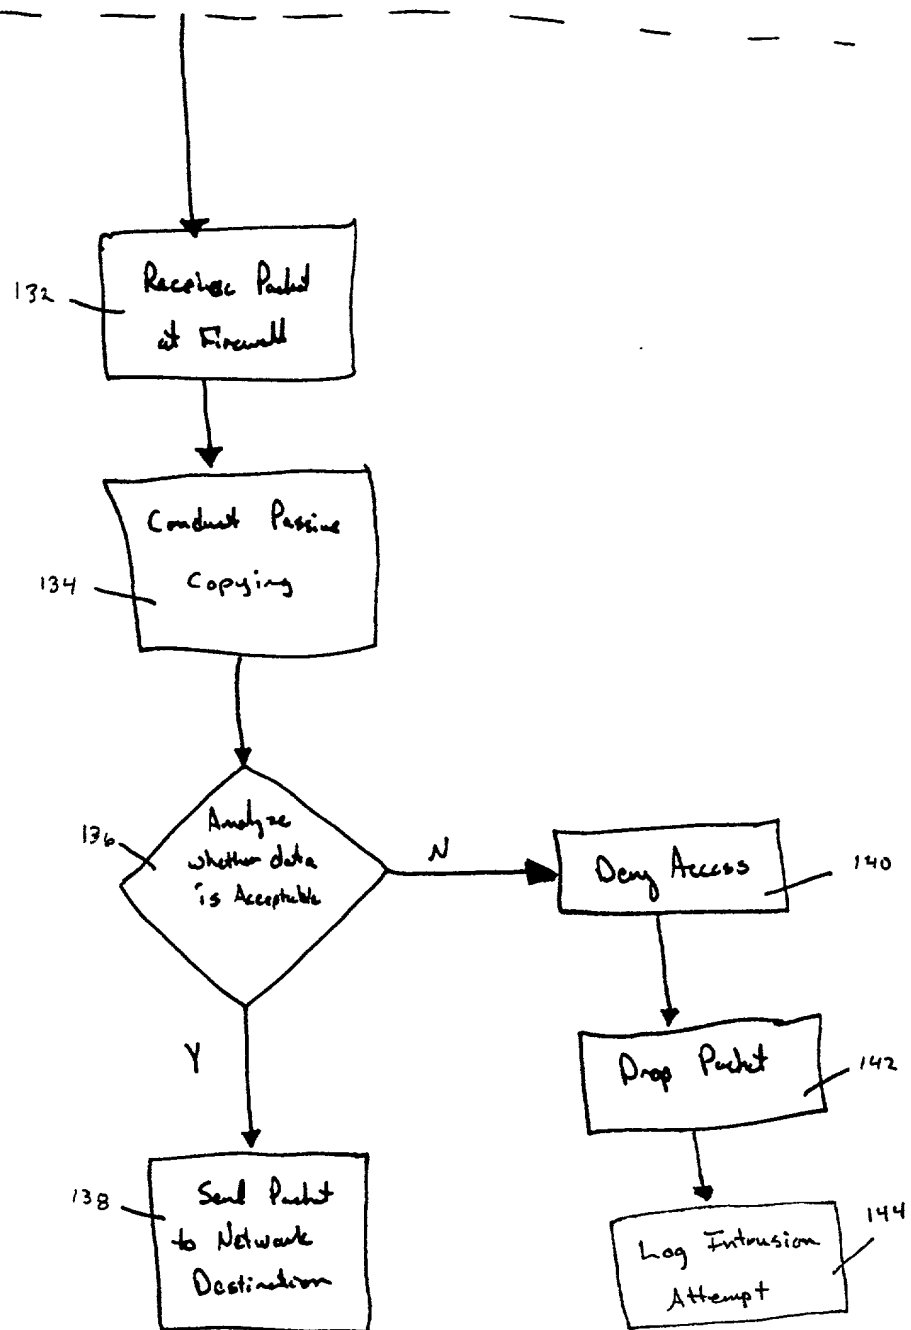 132
Receives Packet
at Firewall
Conduct Passive
Copying
134
136
Analyze
whether data
is Acceptable
N
Deny Access
140
Y
Drop Packet
142
138
Send Packet
to Network
Destination
Log Intrusion
Attempt
144